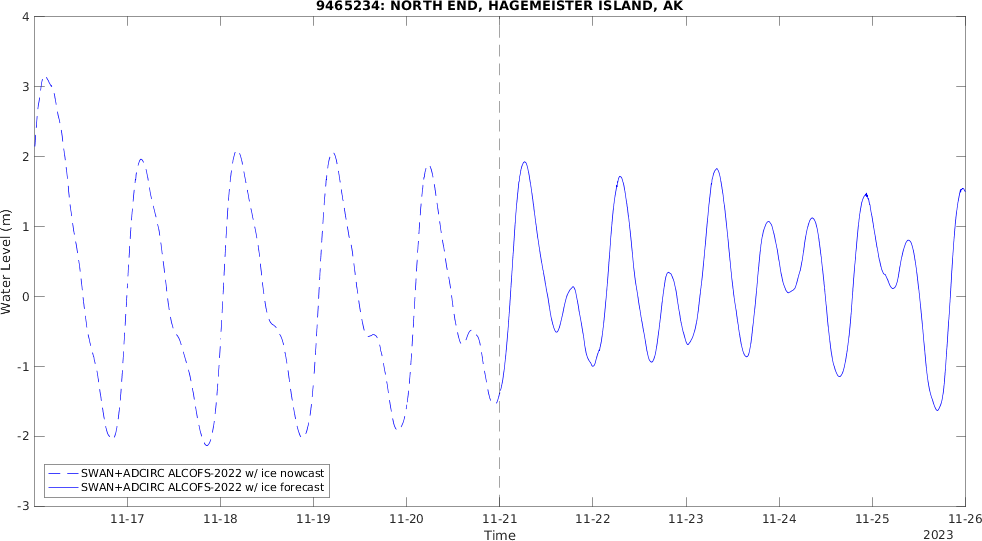 9465234: NORTH END, HAGEMEISTER ISLAND, AK
4
3
2
1
0
-1
-2
-3
Water Level (m)
SWAN+ADCIRC ALCOFS-2022 w/ ice nowcast
SWAN+ADCIRC ALCOFS-2022 w/ ice forecast
11-17 11-18 11-19 11-20 11-21 11-22 11-23 11-24 11-25 11-26
Time
2023